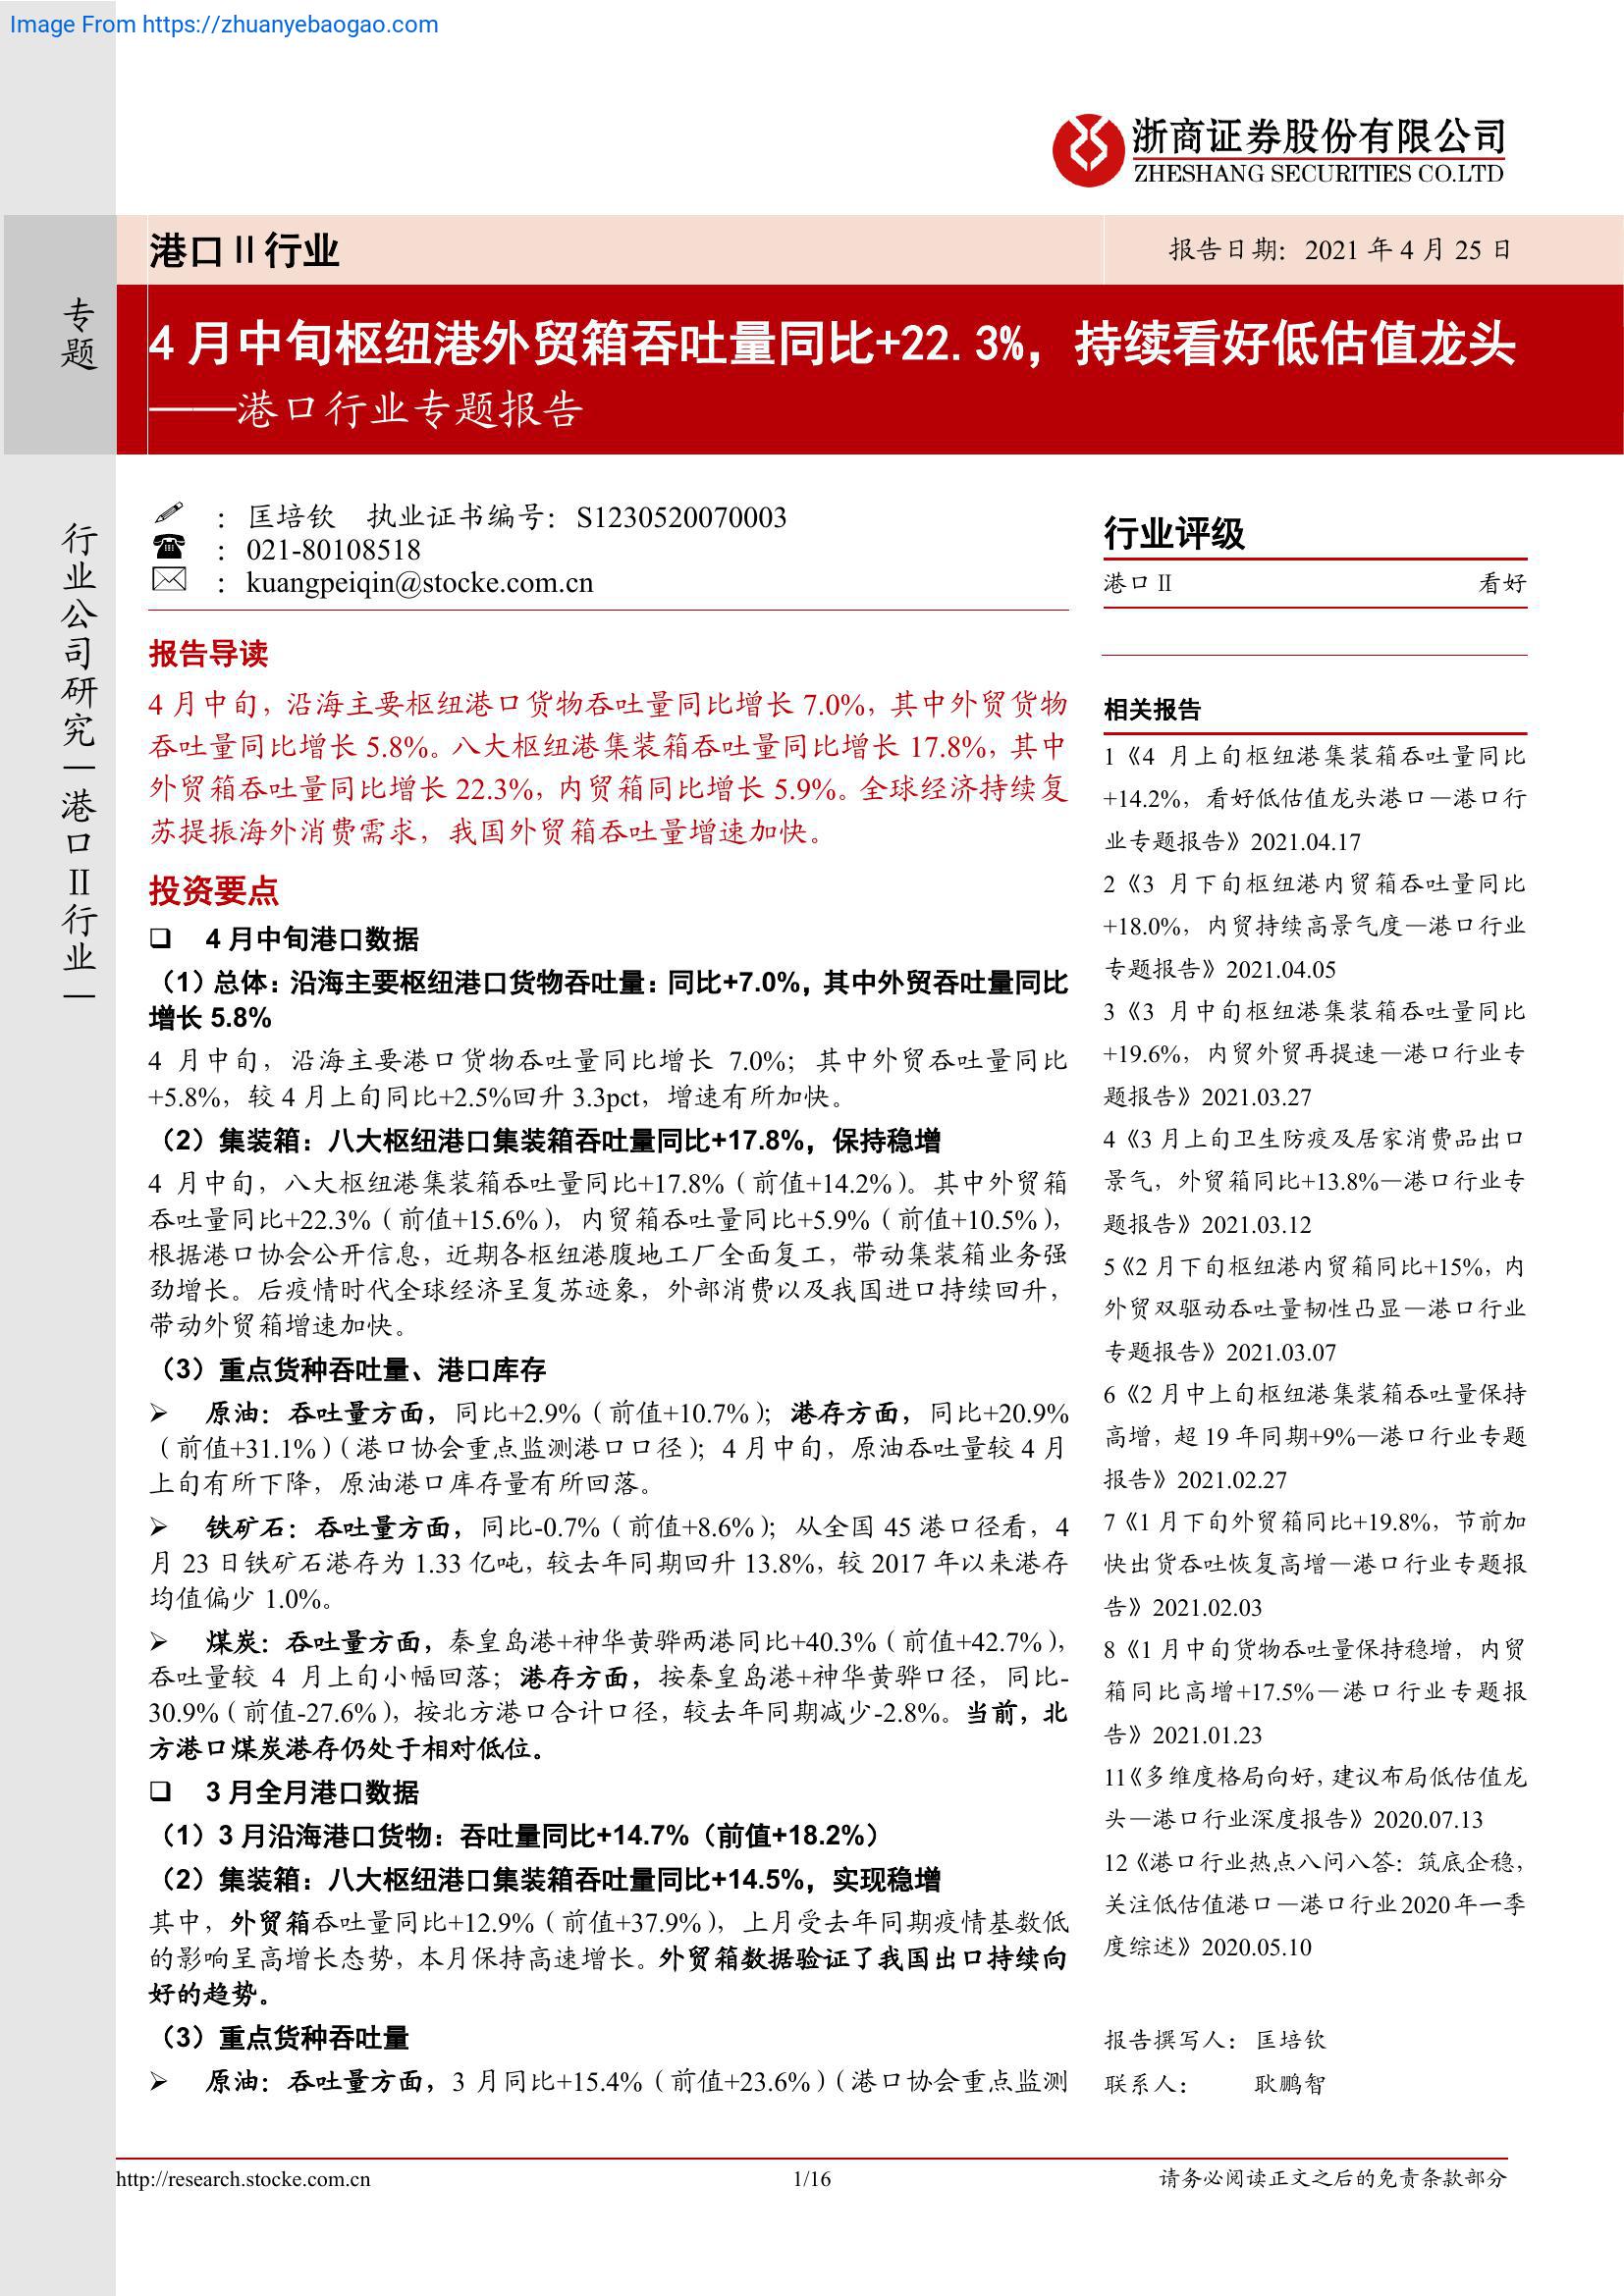 Image From https://zhuanyebaogao.com
浙商证券股份有限公司
ZHESHANG SECURITIES CO.LTD
专题
行业公司研究—港口II行业—
港口Ⅱ行业
报告日期：2021 年 4 月 25 日
4 月中旬枢纽港外贸箱吞吐量同比+22.3%，持续看好低估值龙头
——港口行业专题报告
：匡培钦 执业证书编号：S1230520070003
：021-80108518
：kuangpeiqin@stocke.com.cn
报告导读
4 月中旬，沿海主要枢纽港口货物吞吐量同比增长 7.0%，其中外贸货物
吞吐量同比增长 5.8%。八大枢纽港集装箱吞吐量同比增长 17.8%，其中
外贸箱吞吐量同比增长 22.3%，内贸箱同比增长 5.9%。全球经济持续复
苏提振海外消费需求，我国外贸箱吞吐量增速加快。
投资要点
❑ 4 月中旬港口数据
（1）总体：沿海主要枢纽港口货物吞吐量：同比+7.0%，其中外贸吞吐量同比
增长 5.8%
4 月中旬，沿海主要港口货物吞吐量同比增长 7.0%；其中外贸吞吐量同比
+5.8%，较 4 月上旬同比+2.5%回升 3.3pct，增速有所加快。
（2）集装箱：八大枢纽港口集装箱吞吐量同比+17.8%，保持稳增
4 月中旬，八大枢纽港集装箱吞吐量同比+17.8%（前值+14.2%）。其中外贸箱
吞吐量同比+22.3%（前值+15.6%），内贸箱吞吐量同比+5.9%（前值+10.5%），
根据港口协会公开信息，近期各枢纽港腹地工厂全面复工，带动集装箱业务强
劲增长。后疫情时代全球经济呈复苏迹象，外部消费以及我国进口持续回升，
带动外贸箱增速加快。
（3）重点货种吞吐量、港口库存
➢ 原油：吞吐量方面，同比+2.9%（前值+10.7%）；港存方面，同比+20.9%
（前值+31.1%）（港口协会重点监测港口口径）；4 月中旬，原油吞吐量较 4 月
上旬有所下降，原油港口库存量有所回落。
➢ 铁矿石：吞吐量方面，同比-0.7%（前值+8.6%）；从全国 45 港口径看，4
月 23 日铁矿石港存为 1.33 亿吨，较去年同期回升 13.8%，较 2017 年以来港存
均值偏少 1.0%。
➢ 煤炭：吞吐量方面，秦皇岛港+神华黄骅两港同比+40.3%（前值+42.7%），
吞吐量较 4 月上旬小幅回落；港存方面，按秦皇岛港+神华黄骅口径，同比-
30.9%（前值-27.6%），按北方港口合计口径，较去年同期减少-2.8%。当前，北
方港口煤炭港存仍处于相对低位。
❑ 3 月全月港口数据
（1）3 月沿海港口货物：吞吐量同比+14.7%（前值+18.2%）
（2）集装箱：八大枢纽港口集装箱吞吐量同比+14.5%，实现稳增
其中，外贸箱吞吐量同比+12.9%（前值+37.9%），上月受去年同期疫情基数低
的影响呈高增长态势，本月保持高速增长。外贸箱数据验证了我国出口持续向
好的趋势。
（3）重点货种吞吐量
➢ 原油：吞吐量方面，3 月同比+15.4%（前值+23.6%）（港口协会重点监测
行业评级
港口Ⅱ 看好
相关报告
1《4 月上旬枢纽港集装箱吞吐量同比
+14.2%，看好低估值龙头港口—港口行
业专题报告》2021.04.17
2《3 月下旬枢纽港内贸箱吞吐量同比
+18.0%，内贸持续高景气度—港口行业
专题报告》2021.04.05
3《3 月中旬枢纽港集装箱吞吐量同比
+19.6%，内贸外贸再提速—港口行业专
题报告》2021.03.27
4《3 月上旬卫生防疫及居家消费品出口
景气，外贸箱同比+13.8%—港口行业专
题报告》2021.03.12
5《2 月下旬枢纽港内贸箱同比+15%，内
外贸双驱动吞吐量韧性凸显—港口行业
专题报告》2021.03.07
6《2 月中上旬枢纽港集装箱吞吐量保持
高增，超 19 年同期+9%—港口行业专题
报告》2021.02.27
7《1 月下旬外贸箱同比+19.8%，节前加
快出货吞吐恢复高增—港口行业专题报
告》2021.02.03
8《1 月中旬货物吞吐量保持稳增，内贸
箱同比高增+17.5%—港口行业专题报
告》2021.01.23
11《多维度格局向好，建议布局低估值龙
头—港口行业深度报告》2020.07.13
12《港口行业热点八问八答：筑底企稳，
关注低估值港口—港口行业 2020 年一季
度综述》2020.05.10
报告撰写人：匡培钦
联系人： 耿鹏智
http://research.stocke.com.cn
1/16
请务必阅读正文之后的免责条款部分